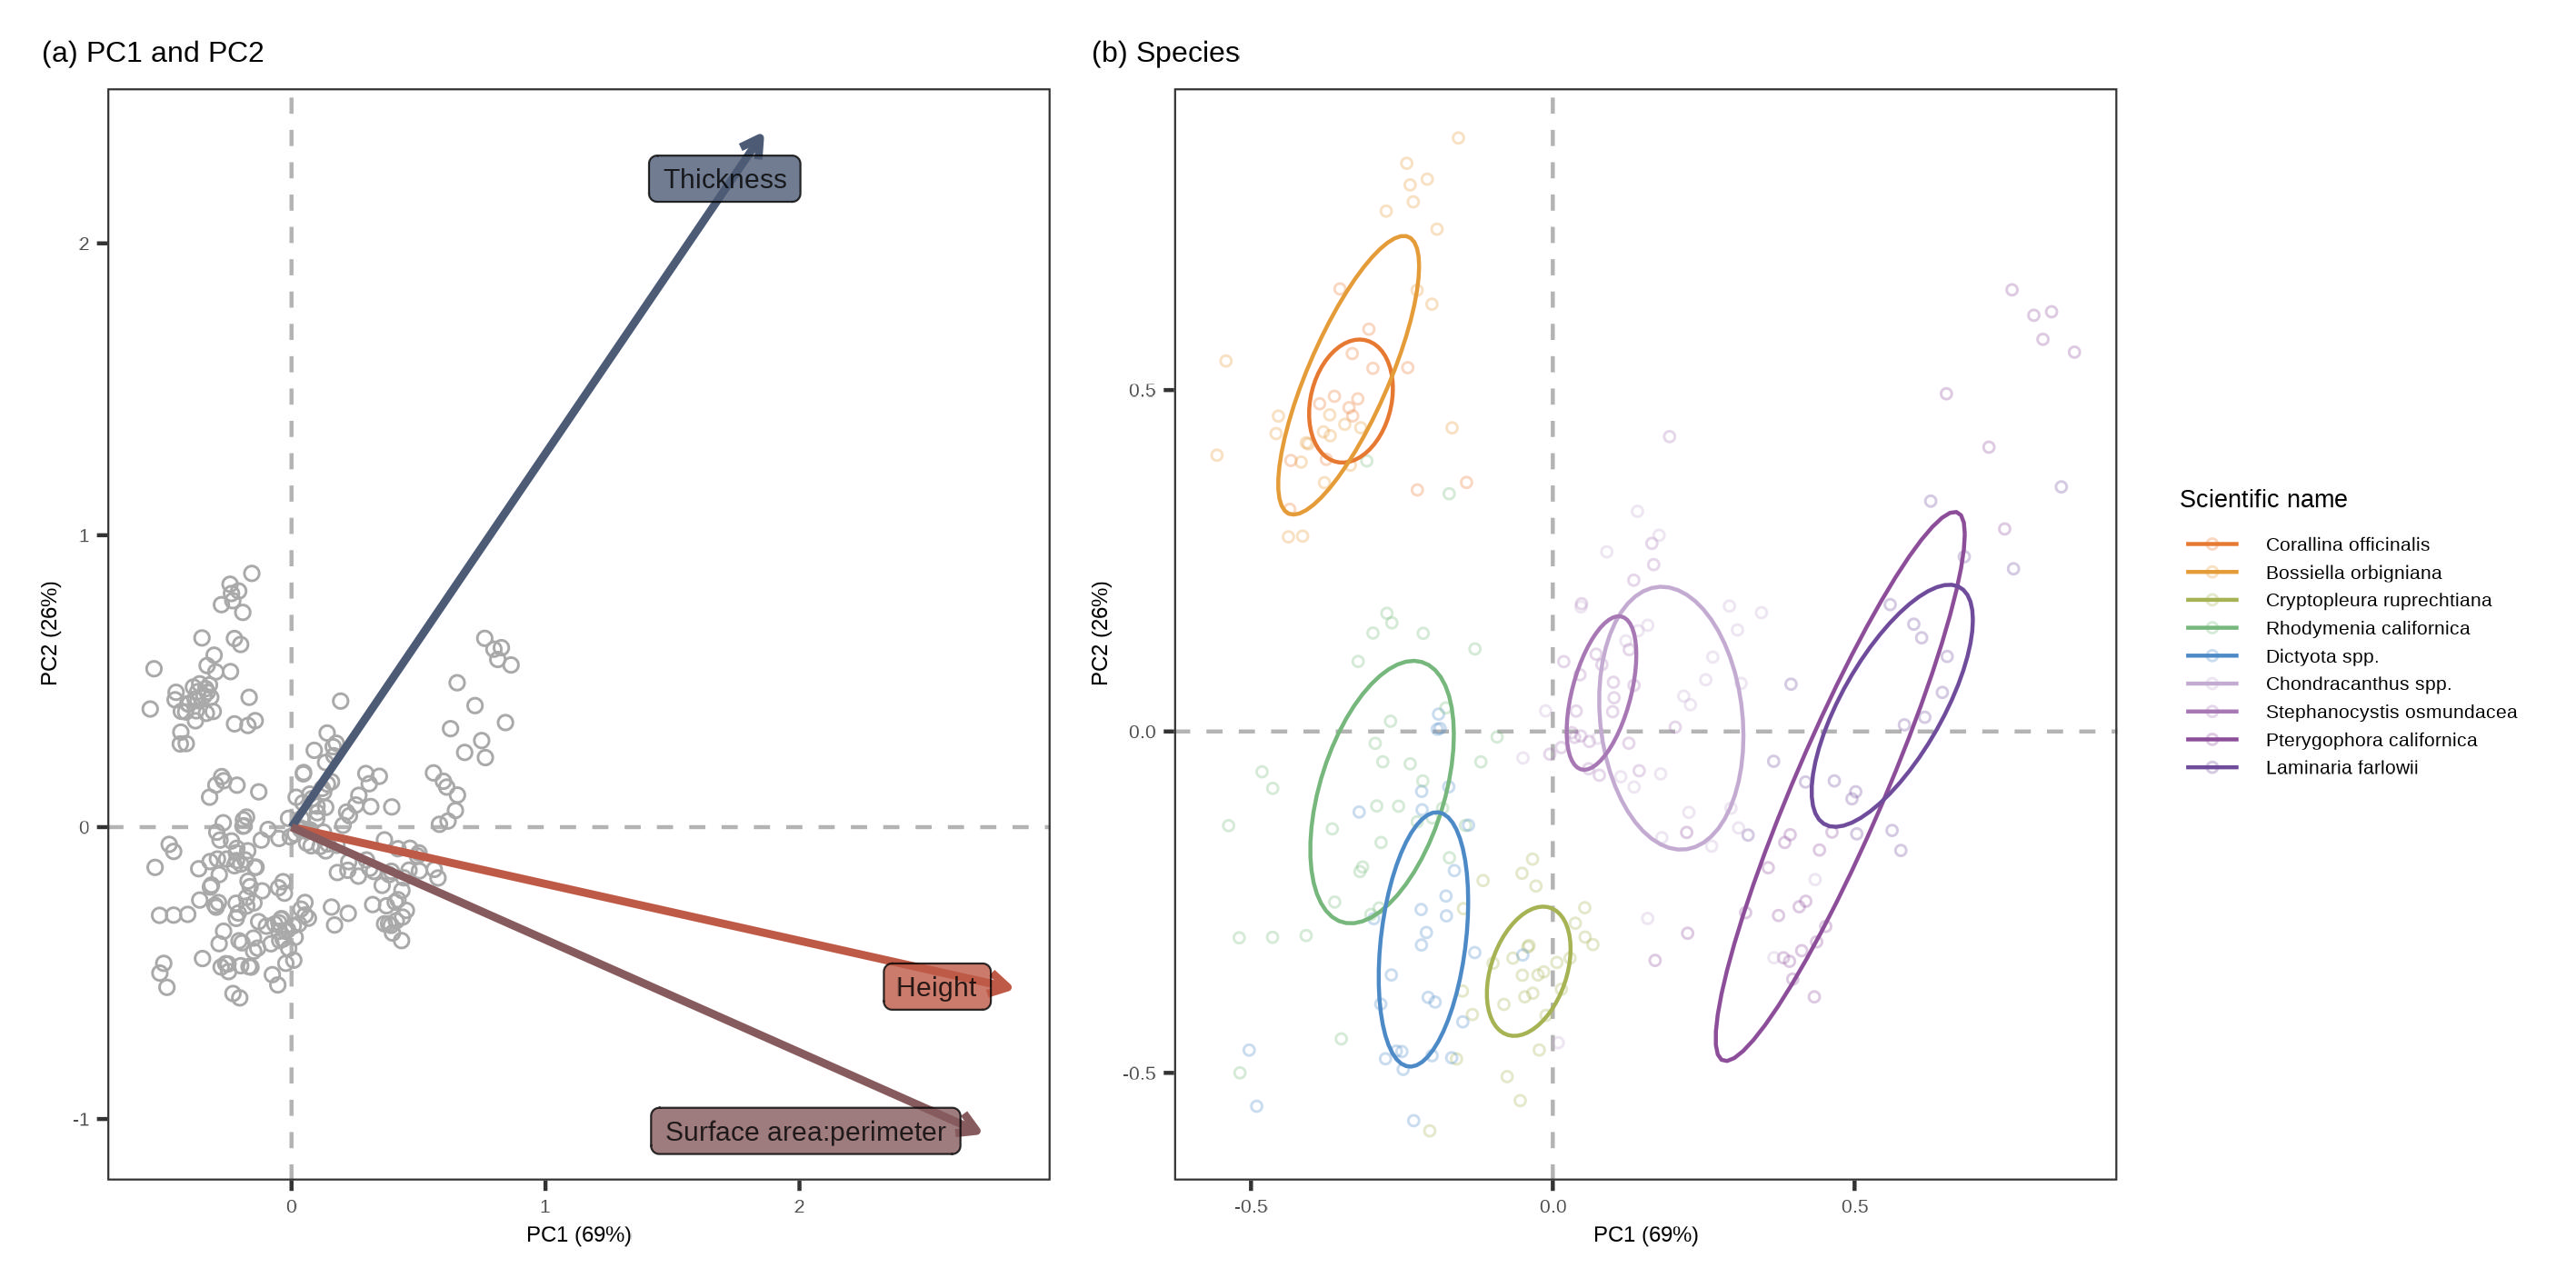 (a) PC1 and PC2
PC2 (26%)
2
1
0
-1
Thickness
Height
Surface area:perimeter
0
1
2
PC1 (69%)
(b) Species
PC2 (26%)
0.5
0.0
-0.5
-0.5
0.0
0.5
PC1 (69%)
Scientific name
Corallina officinalis
Bossiella orbigniana
Cryptopleura ruprechtiana
Rhodymenia californica
Dictyota spp.
Chondracanthus spp.
Stephanocystis osmundacea
Pterygophora californica
Laminaria farlowii